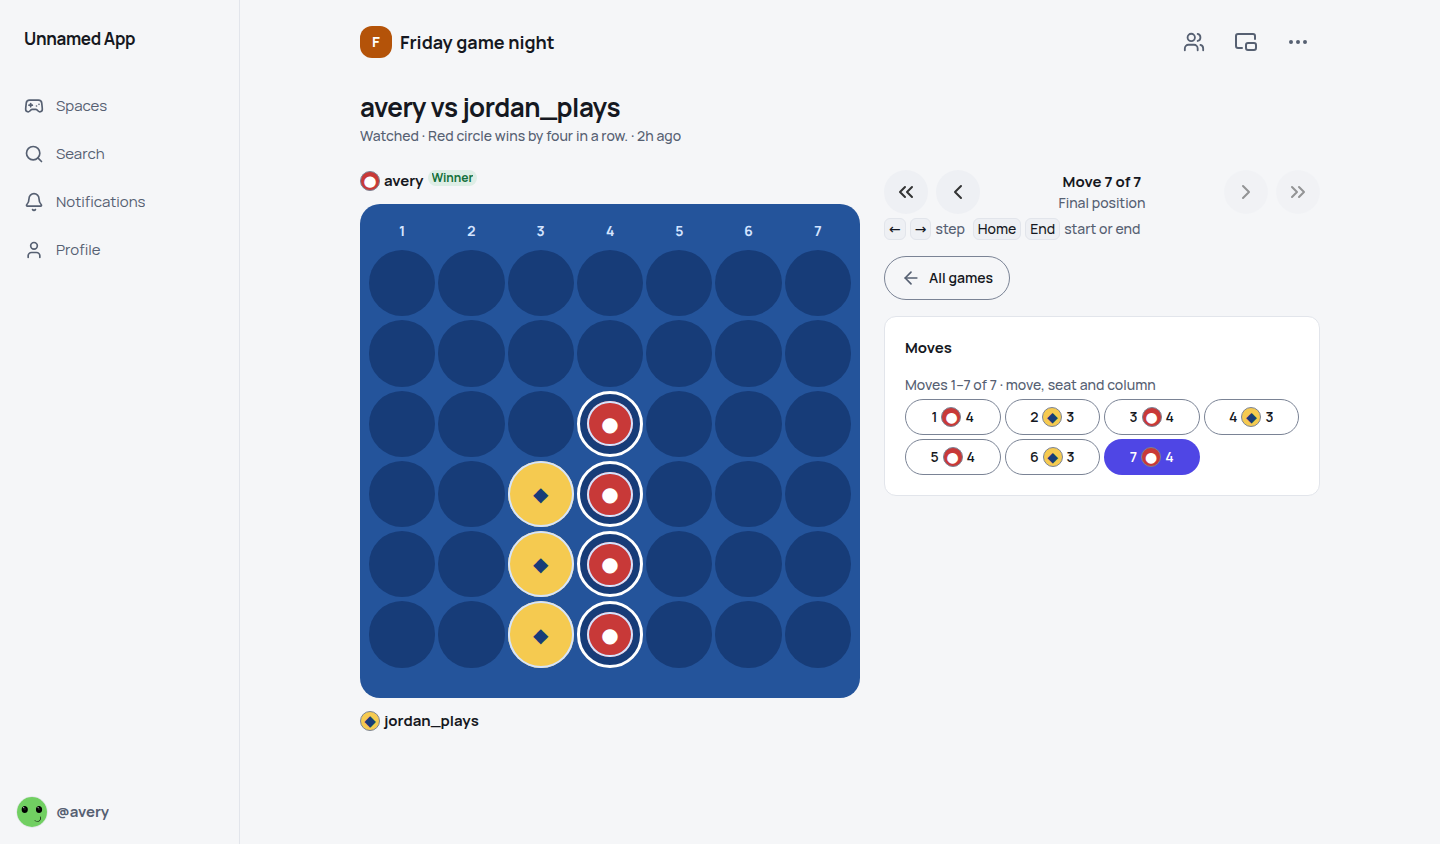 Unnamed App
Spaces
Search
Notifications
Profile
@avery
F Friday game night
avery vs jordan_plays
Watched · Red circle wins by four in a row. · 2h ago
avery Winner
1 2 3 4 5 6 7
jordan_plays
Move 7 of 7
Final position
← → step Home End start or end
All games
Moves
Moves 1–7 of 7 · move, seat and column
1 4 2 3 3 4 4 3
5 4 6 3 7 4